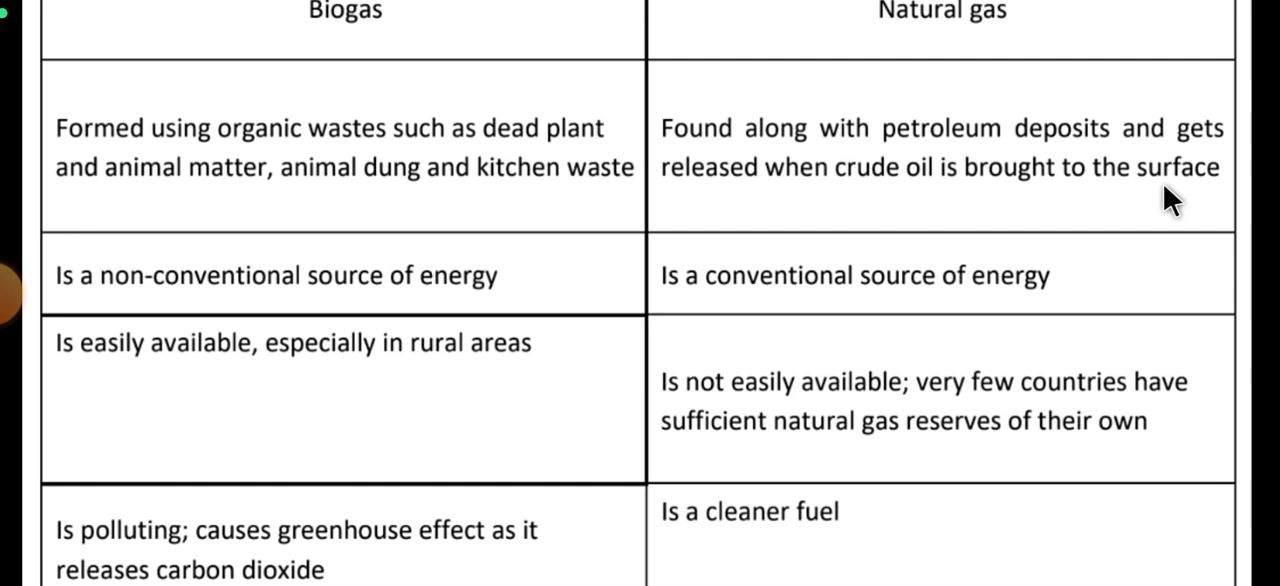 Biogas
Natural gas
Formed using organic wastes such as dead plant
and animal matter, animal dung and kitchen waste
Found along with petroleum deposits and gets
released when crude oil is brought to the surface
Is a non-conventional source of energy
Is a conventional source of energy
Is easily available, especially in rural areas
Is not easily available; very few countries have
sufficient natural gas reserves of their own
Is polluting; causes greenhouse effect as it
releases carbon dioxide
Is a cleaner fuel